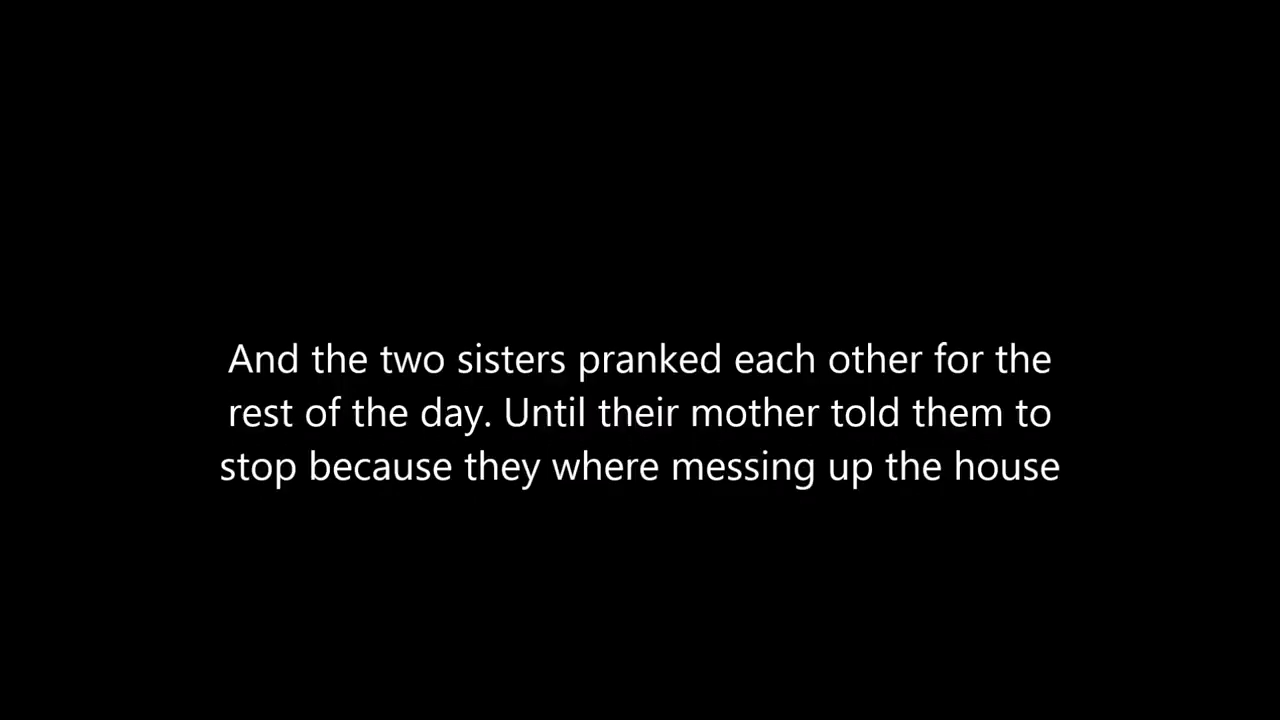 And the two sisters pranked each other for the
rest of the day. Until their mother told them to
stop because they where messing up the house